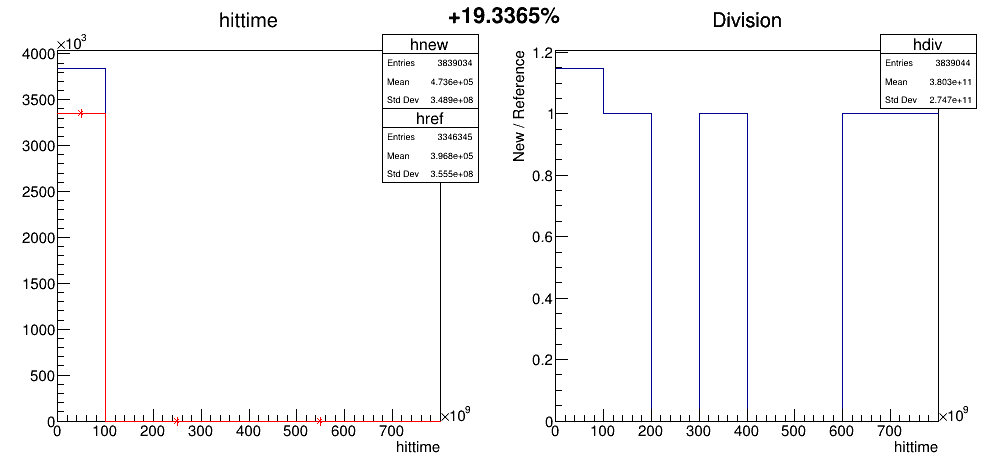 +19.3365%
hittime
×10³
4000
3500
3000
2500
2000
1500
1000
500
0
0 100 200 300 400 500 600 700
×10⁹
hittime
hnew
Entries 3839034
Mean 4.736e+05
Std Dev 3.489e+08
href
Entries 3346345
Mean 3.968e+05
Std Dev 3.555e+08
Division
New / Reference
1.2
1
0.8
0.6
0.4
0.2
0
0 100 200 300 400 500 600 700
×10⁹
hittime
hdiv
Entries 3839044
Mean 3.803e+11
Std Dev 2.747e+11